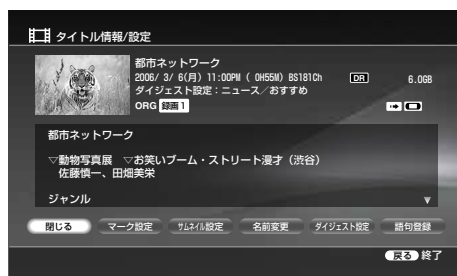 タイトル情報/設定
都市ネットワーク
2006/ 3/ 6(月) 11:00PM ( 0H55M) BS181Ch DR 6.0GB
ダイジェスト設定：ニュース／おすすめ
ORG 録画1
都市ネットワーク
▽動物写真展 ▽お笑いブーム・ストリート漫才（渋谷）
佐藤慎一、田畑美栄
ジャンル
閉じる マーク設定 サムネイル設定 名前変更 ダイジェスト設定 語句登録
戻る 終了